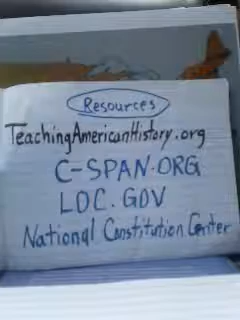 Resources
TeachingAmericanHistory.org
C-SPAN.ORG
LOC.GOV
National Constitution Center